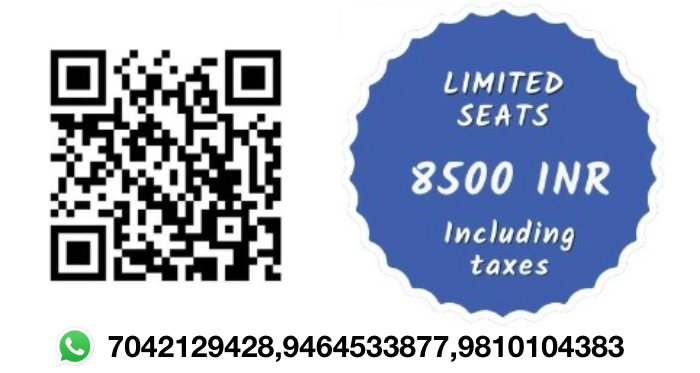 LIMITED
SEATS
8500 INR
Including
taxes
7042129428,9464533877,9810104383